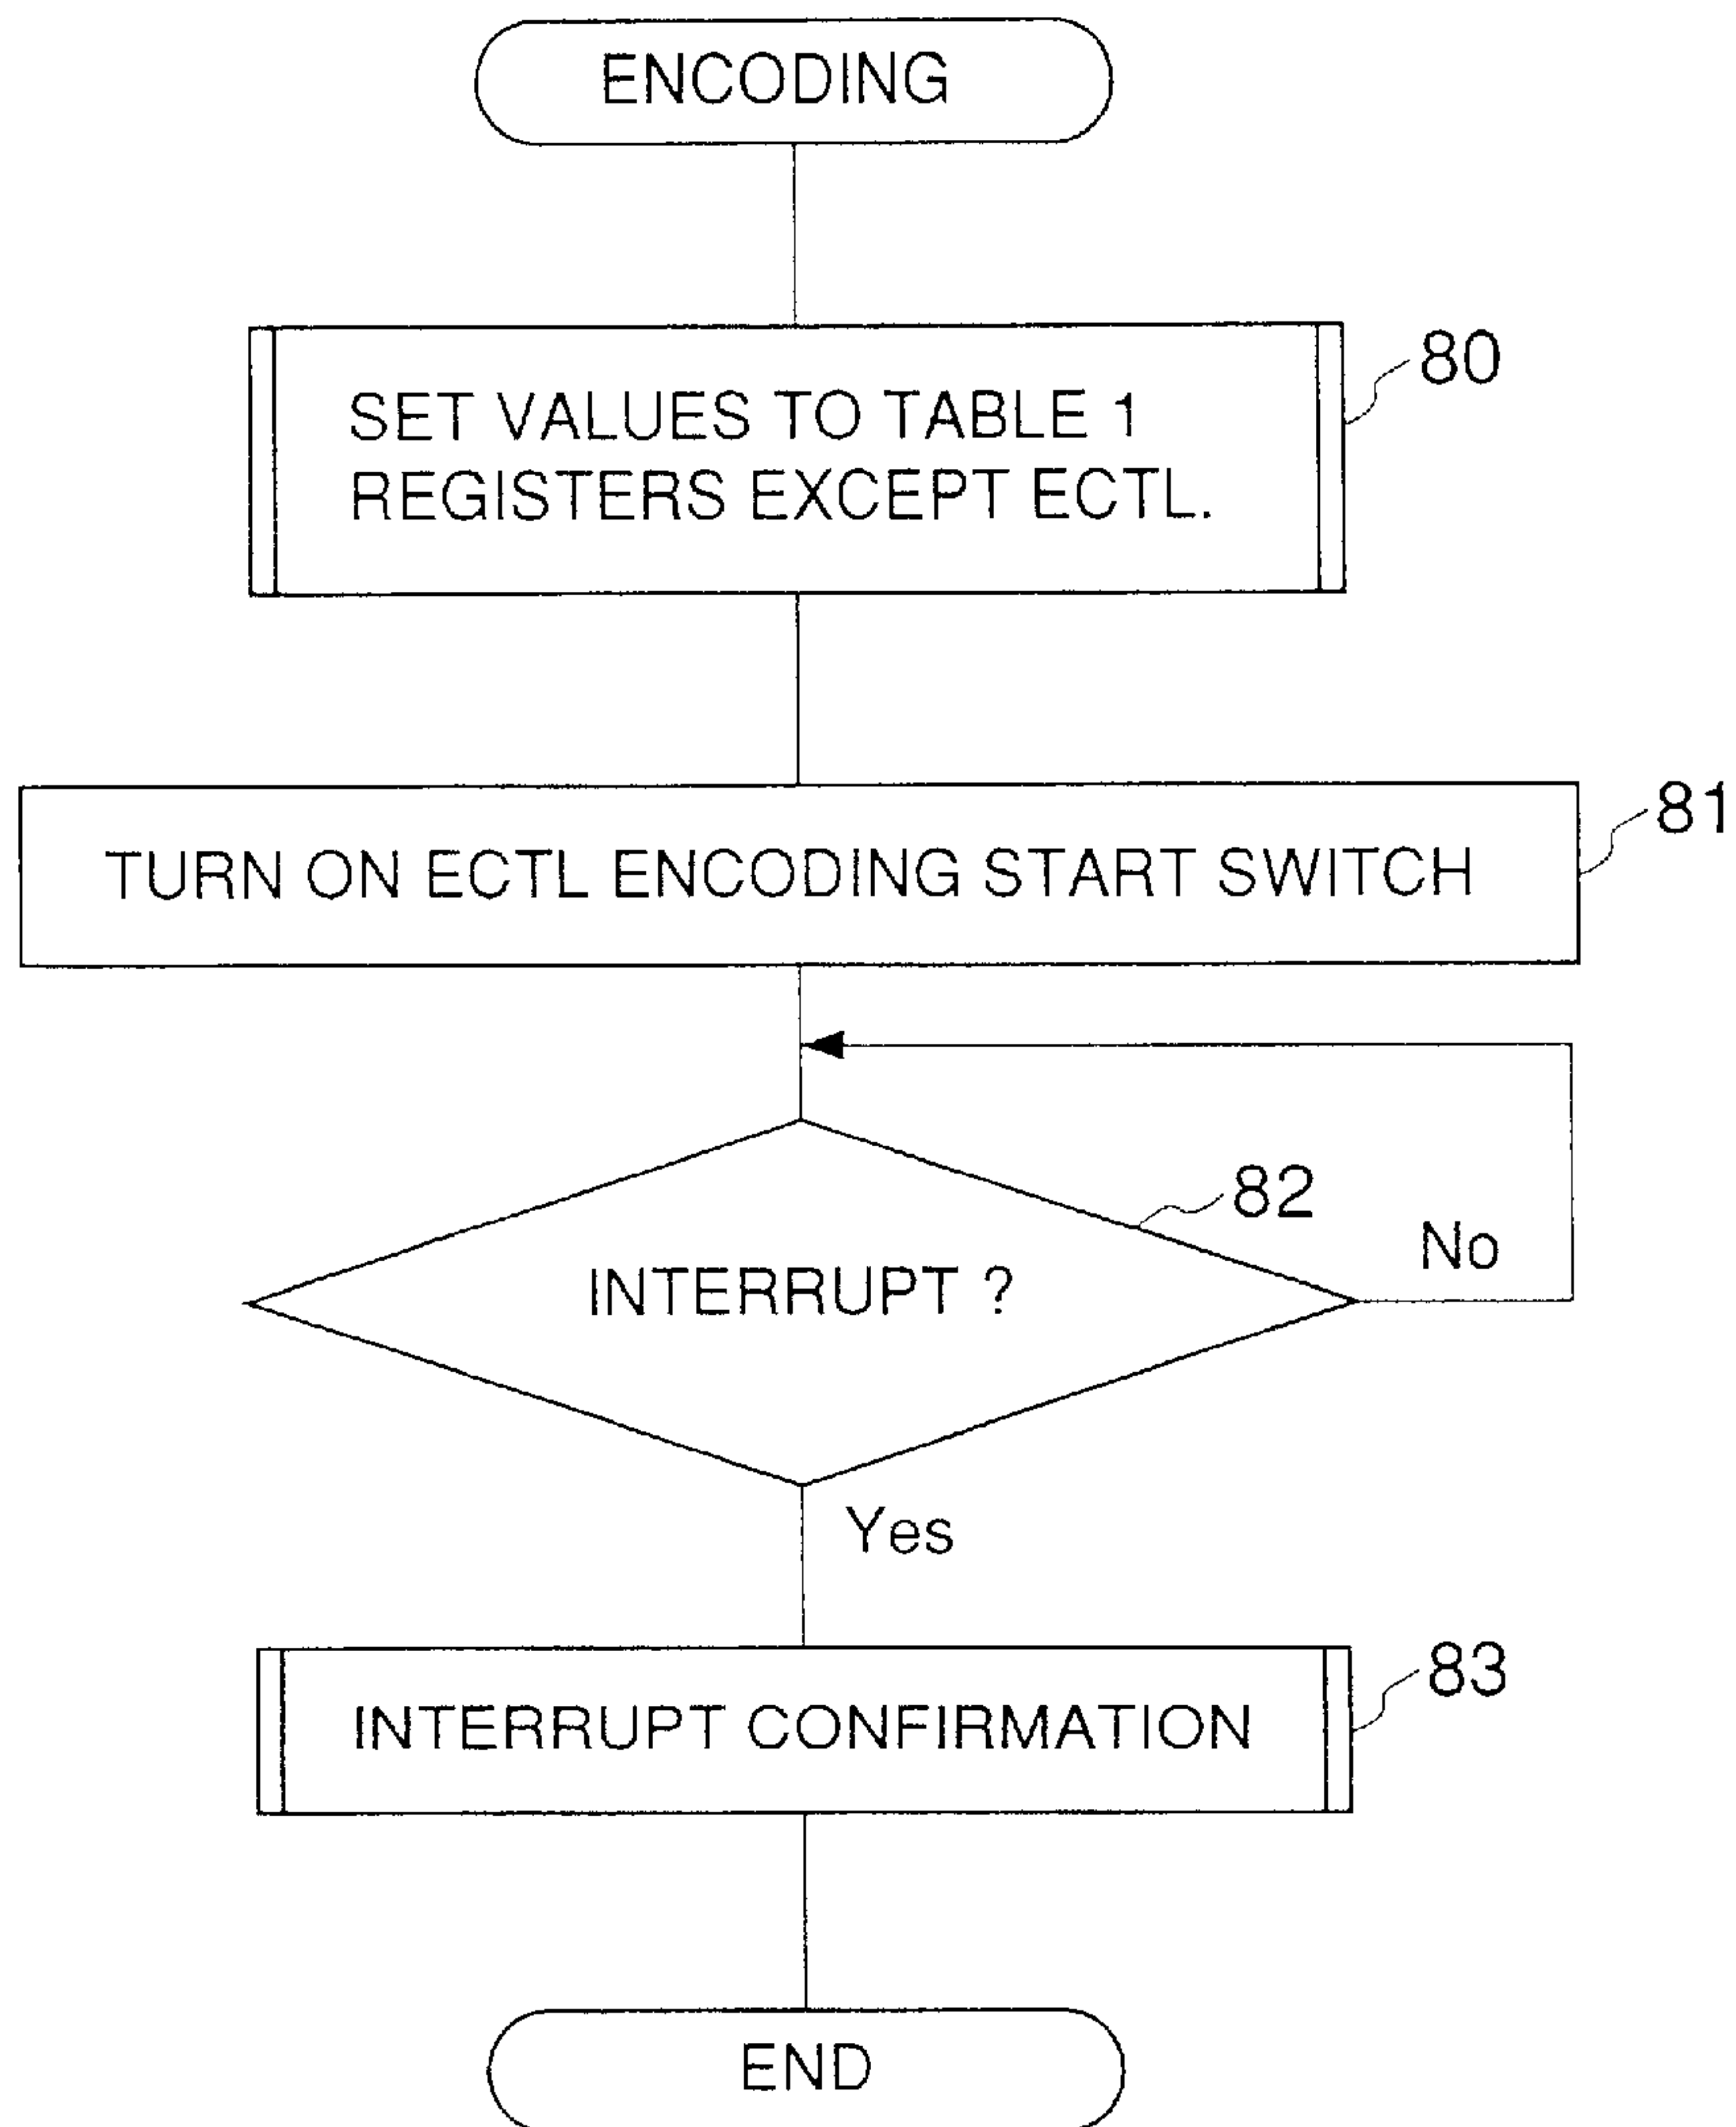 ENCODING
80
SET VALUES TO TABLE 1
REGISTERS EXCEPT ECTL.
81
TURN ON ECTL ENCODING START SWITCH
82
No
INTERRUPT ?
Yes
83
INTERRUPT CONFIRMATION
END